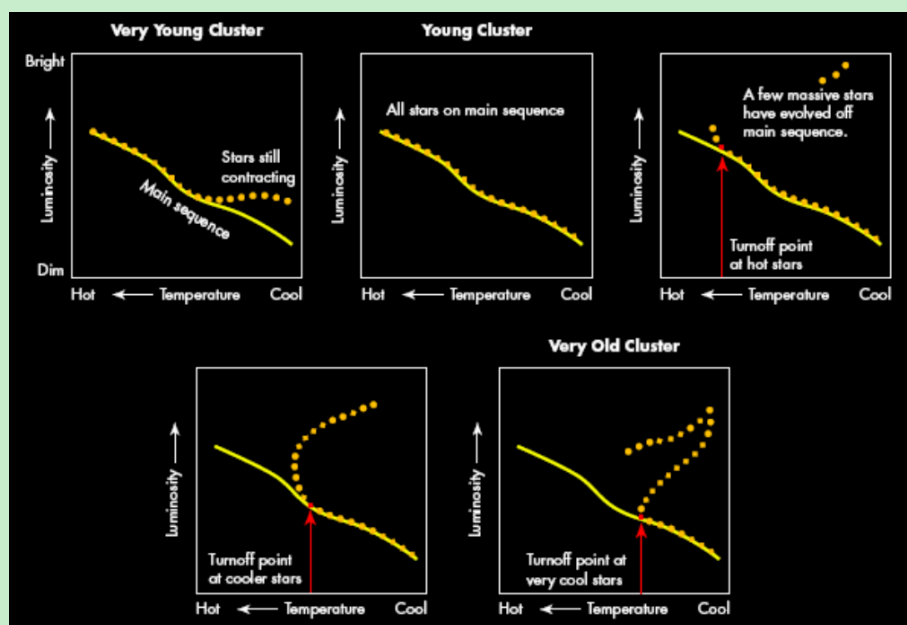 Very Young Cluster
Young Cluster
Bright
Luminosity
Dim
Stars still
contracting
Main sequence
Hot
Temperature
Cool
Luminosity
All stars on main sequence
Hot
Temperature
Cool
Luminosity
A few massive stars
have evolved off
main sequence.
Turnoff point
at hot stars
Hot
Temperature
Cool
Very Old Cluster
Luminosity
Turnoff point
at cooler stars
Hot
Temperature
Cool
Luminosity
Turnoff point at
very cool stars
Hot
Temperature
Cool